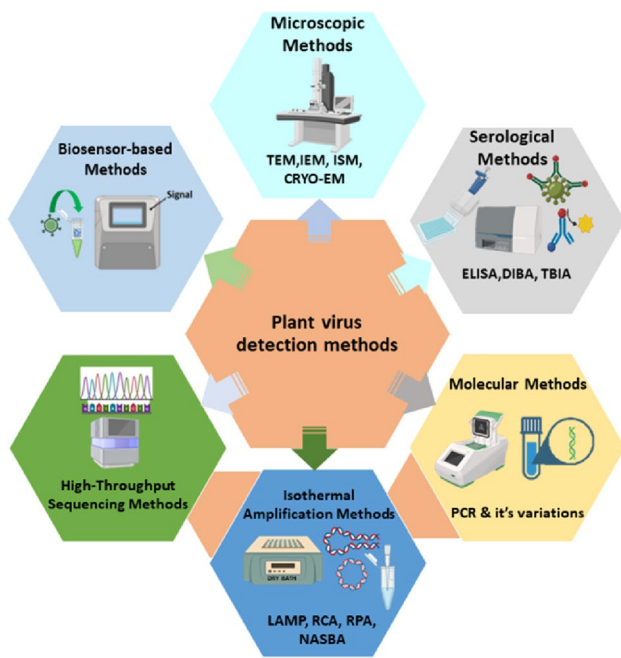 Microscopic
Methods
TEM,IEM, ISM,
CRYO-EM
Biosensor-based
Methods
Signal
Serological
Methods
ELISA,DIBA, TBIA
Plant virus
detection methods
Molecular Methods
PCR & it's variations
High-Throughput
Sequencing Methods
Isothermal
Amplification Methods
DRY BATH
LAMP, RCA, RPA,
NASBA